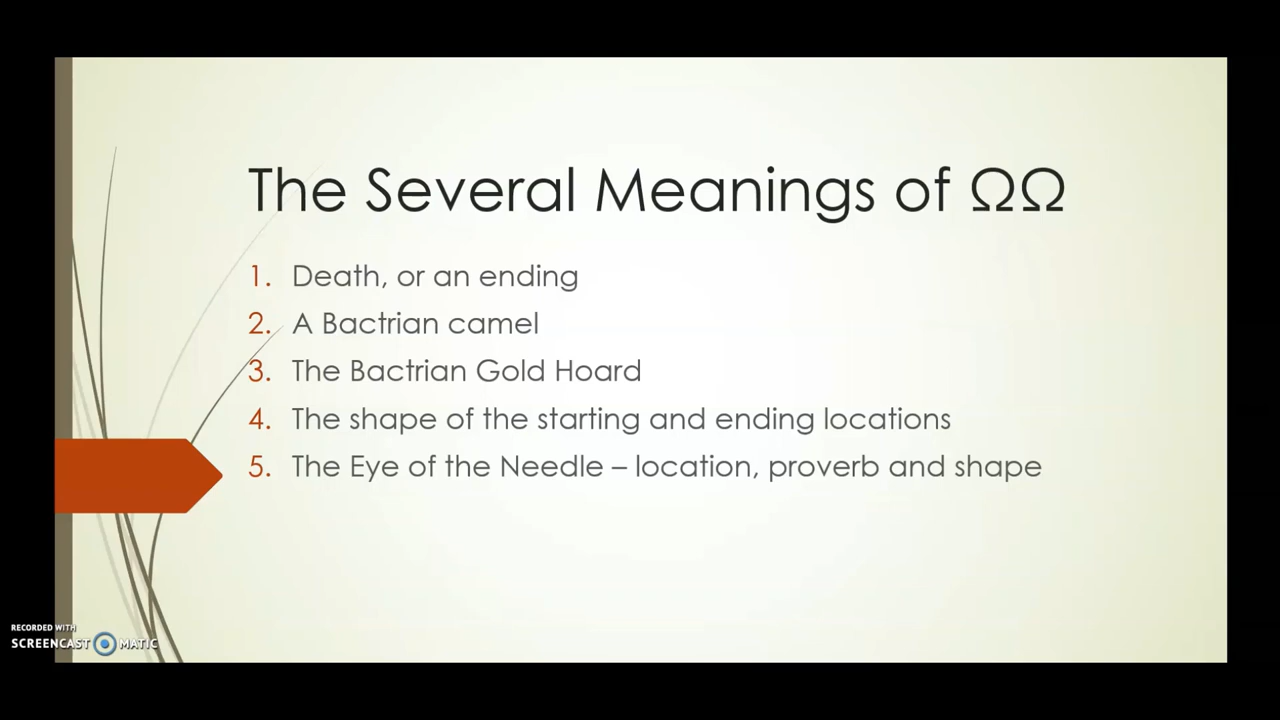 The Several Meanings of ΩΩ
1. Death, or an ending
2. A Bactrian camel
3. The Bactrian Gold Hoard
4. The shape of the starting and ending locations
5. The Eye of the Needle – location, proverb and shape
RECORDED WITH
SCREENCAST MATIC